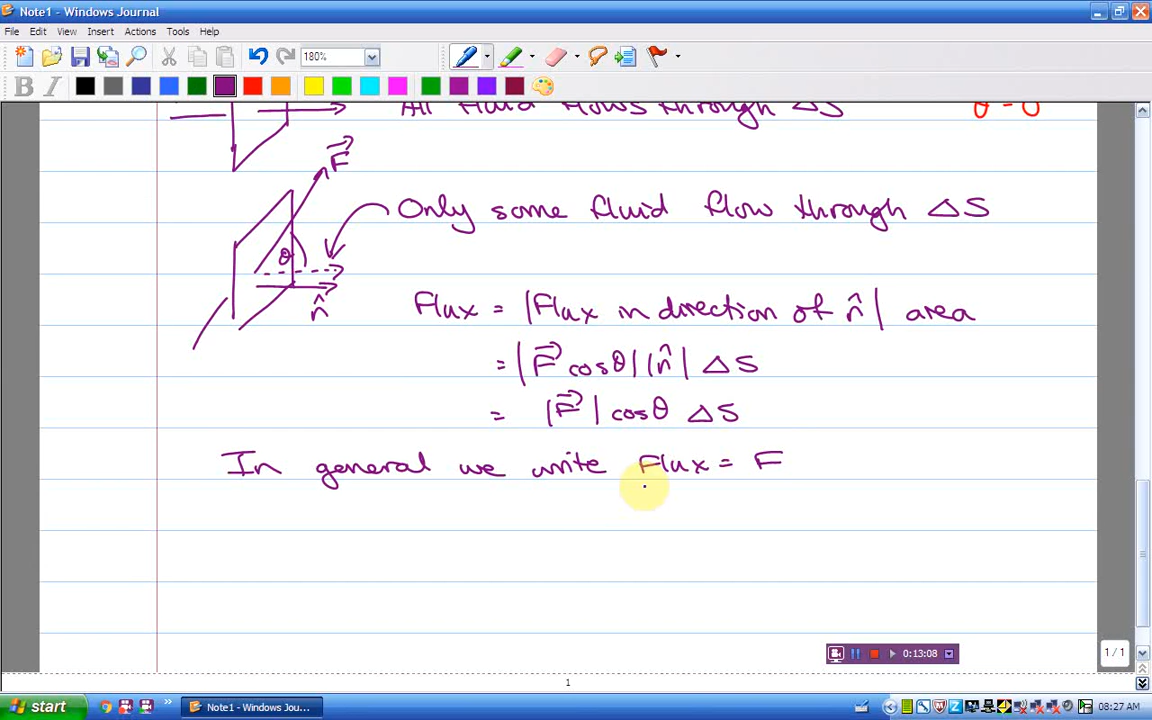 Note1 - Windows Journal
File Edit View Insert Actions Tools Help
180%
B I
All fluid flows through ΔS θ = 0
F⃗
Only some fluid flow through ΔS
θ
n̂
Flux = |Flux in direction of n̂| area
= |F⃗ cosθ| |n̂| ΔS
= |F⃗| cosθ ΔS
In general we write Flux = F
0:13:08
1 / 1
1
start
Note1 - Windows Jou...
08:27 AM